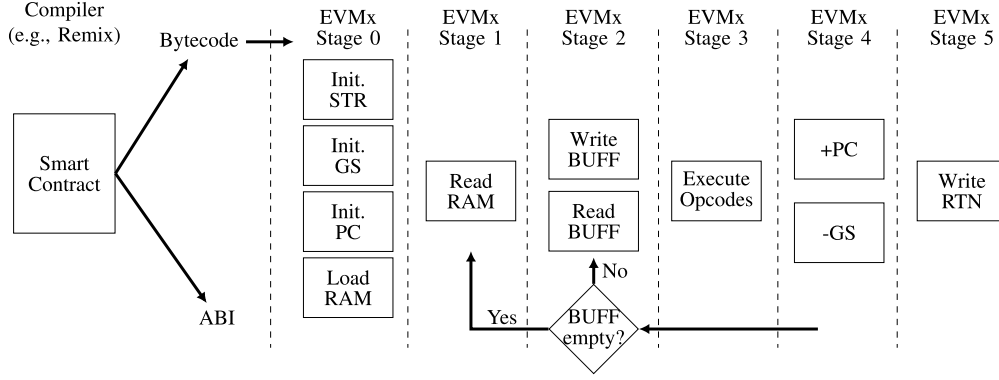 Compiler
(e.g., Remix)
Smart
Contract
Bytecode
ABI
EVMx
Stage 0
Init.
STR
Init.
GS
Init.
PC
Load
RAM
EVMx
Stage 1
Read
RAM
Yes
EVMx
Stage 2
Write
BUFF
Read
BUFF
No
BUFF
empty?
EVMx
Stage 3
Execute
Opcodes
EVMx
Stage 4
+PC
-GS
EVMx
Stage 5
Write
RTN